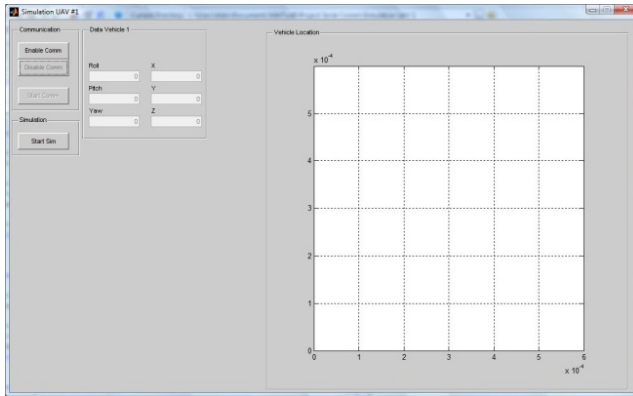 Simulation UAV #1
Communication
Enable Comm
Disable Comm
Start Comm
Simulation
Start Sim
Data Vehicle 1
Roll X
0 0
Pitch Y
0 0
Yaw Z
0 0
Vehicle Location
x 10⁻⁴
5
4
3
2
1
0
0 1 2 3 4 5 6
x 10⁻⁴